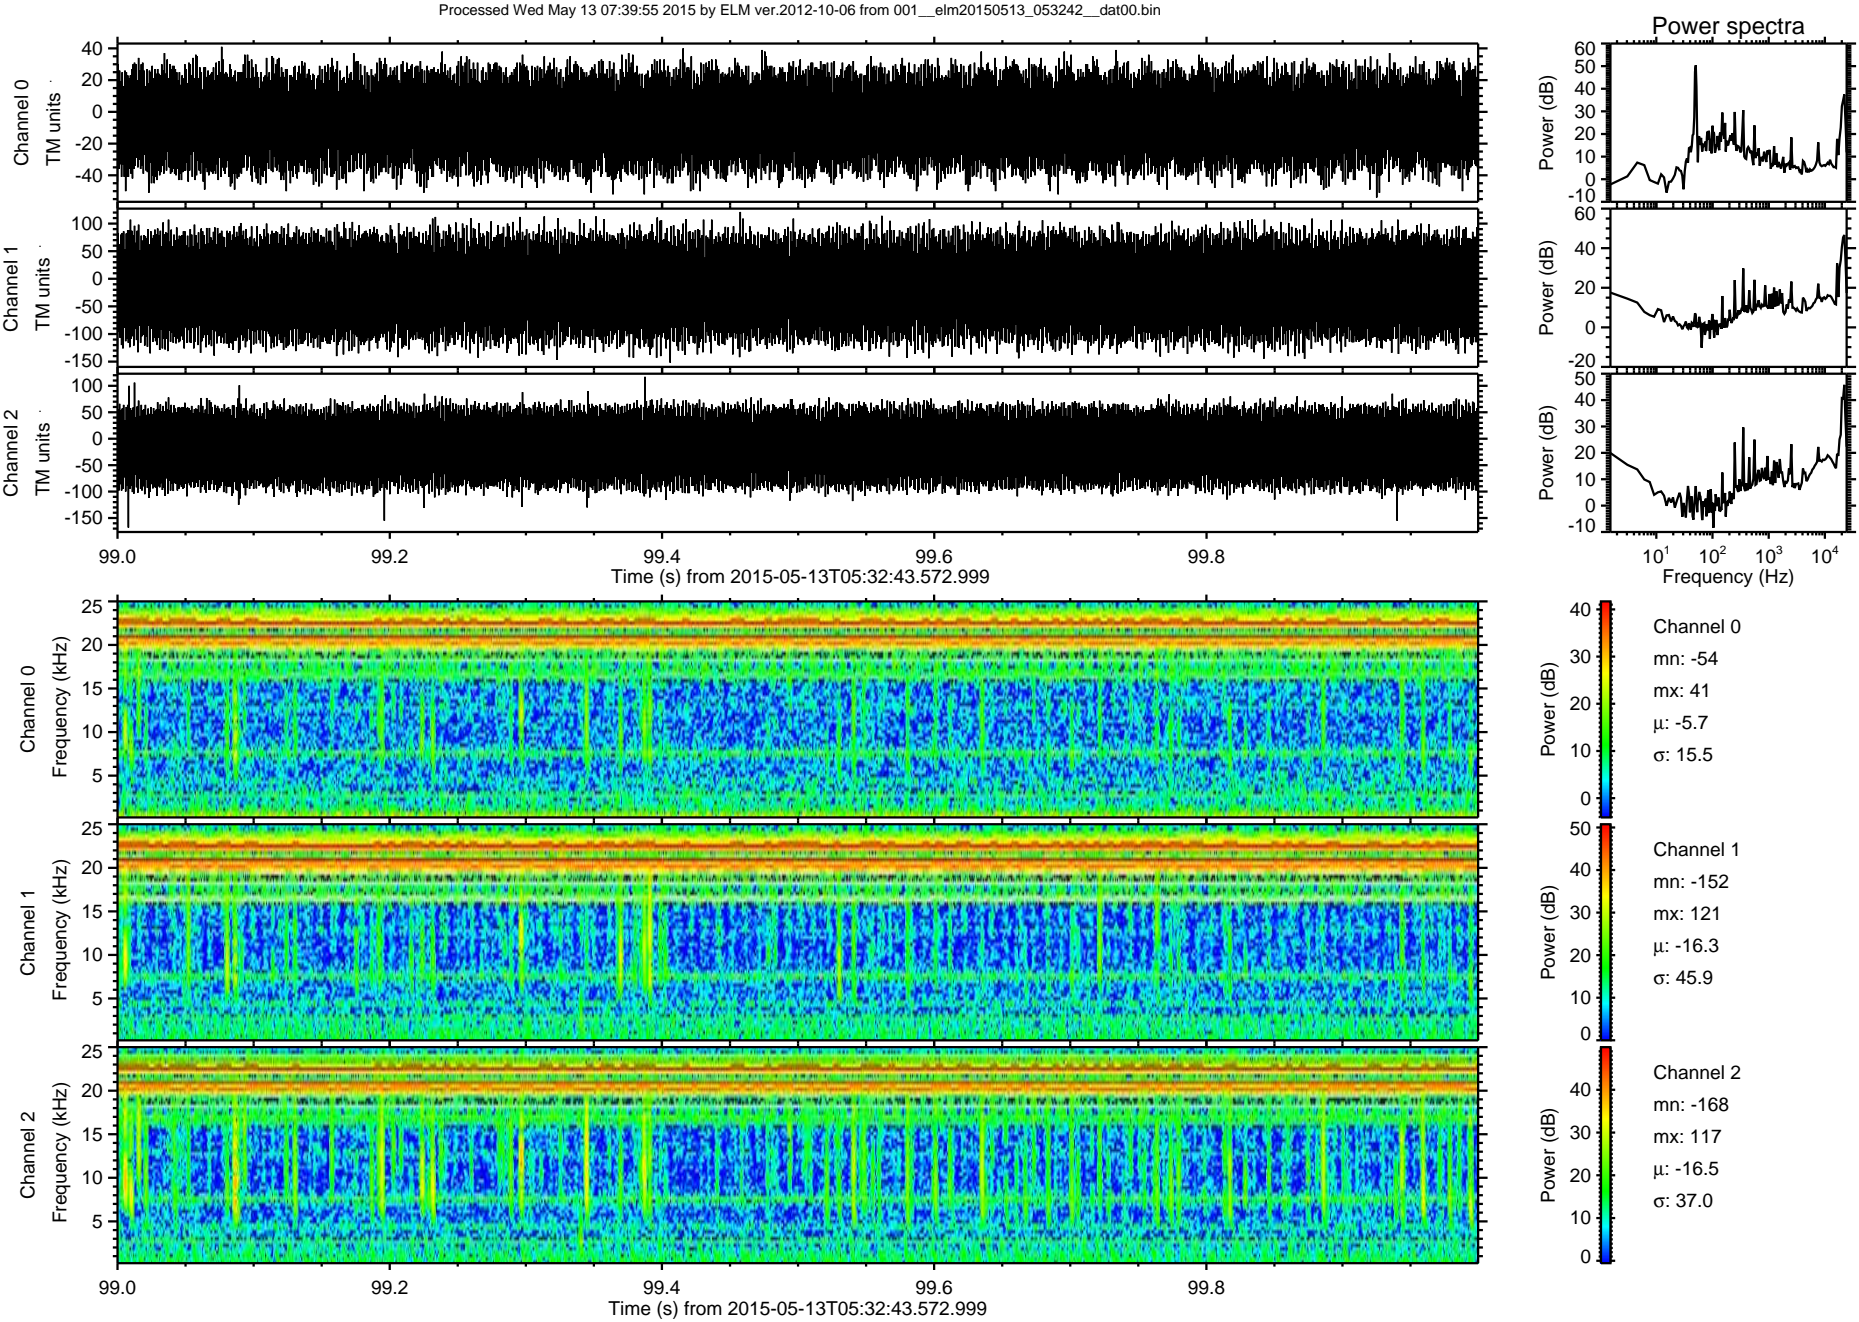 Processed Wed May 13 07:39:55 2015 by ELM ver.2012-10-06 from 001__elm20150513_053242__dat00.bin
Power spectra
Channel 0
TM units
40
20
0
-20
-40
Power (dB)
60
50
40
30
20
10
0
-10
Channel 1
TM units
100
50
0
-50
-100
-150
Power (dB)
60
40
20
0
-20
Channel 2
TM units
100
50
0
-50
-100
-150
Power (dB)
50
40
30
20
10
0
-10
99.0 99.2 99.4 99.6 99.8
Time (s) from 2015-05-13T05:32:43.572.999
10¹ 10² 10³ 10⁴
Frequency (Hz)
Channel 0
Frequency (kHz)
25
20
15
10
5
Power (dB)
40
30
20
10
0
Channel 0
mn: -54
mx: 41
μ: -5.7
σ: 15.5
Channel 1
Frequency (kHz)
25
20
15
10
5
Power (dB)
50
40
30
20
10
0
Channel 1
mn: -152
mx: 121
μ: -16.3
σ: 45.9
Channel 2
Frequency (kHz)
25
20
15
10
5
Power (dB)
40
30
20
10
0
Channel 2
mn: -168
mx: 117
μ: -16.5
σ: 37.0
99.0 99.2 99.4 99.6 99.8
Time (s) from 2015-05-13T05:32:43.572.999